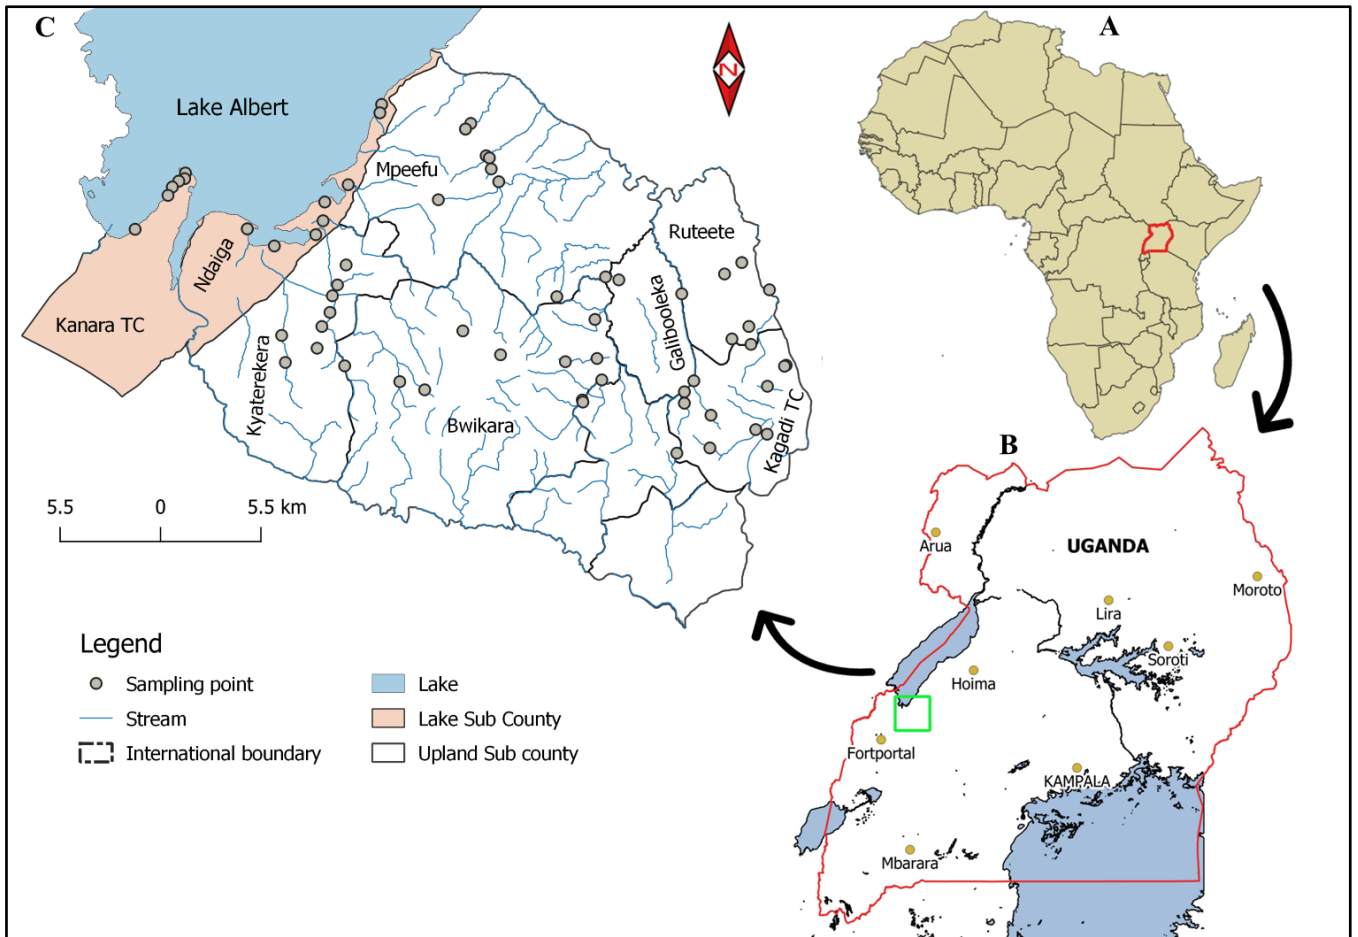 C
A
Lake Albert
N
Mpeefu
Ruteete
Ndaiga
Galibooleka
Kanara TC
Kyaterekera
Bwikara
Kagadi TC
5.5 0 5.5 km
B
UGANDA
Arua
Moroto
Lira
Soroti
Hoima
Fortportal
KAMPALA
Mbarara
Legend
Sampling point
Stream
International boundary
Lake
Lake Sub County
Upland Sub county